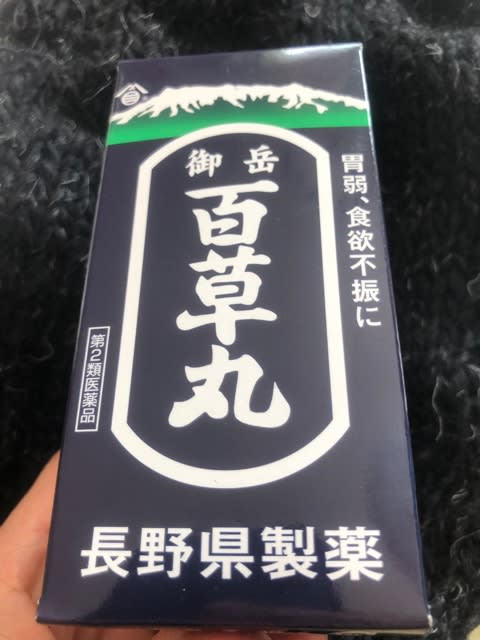 御岳
百草丸
胃弱、食欲不振に
第2類医薬品
長野県製薬